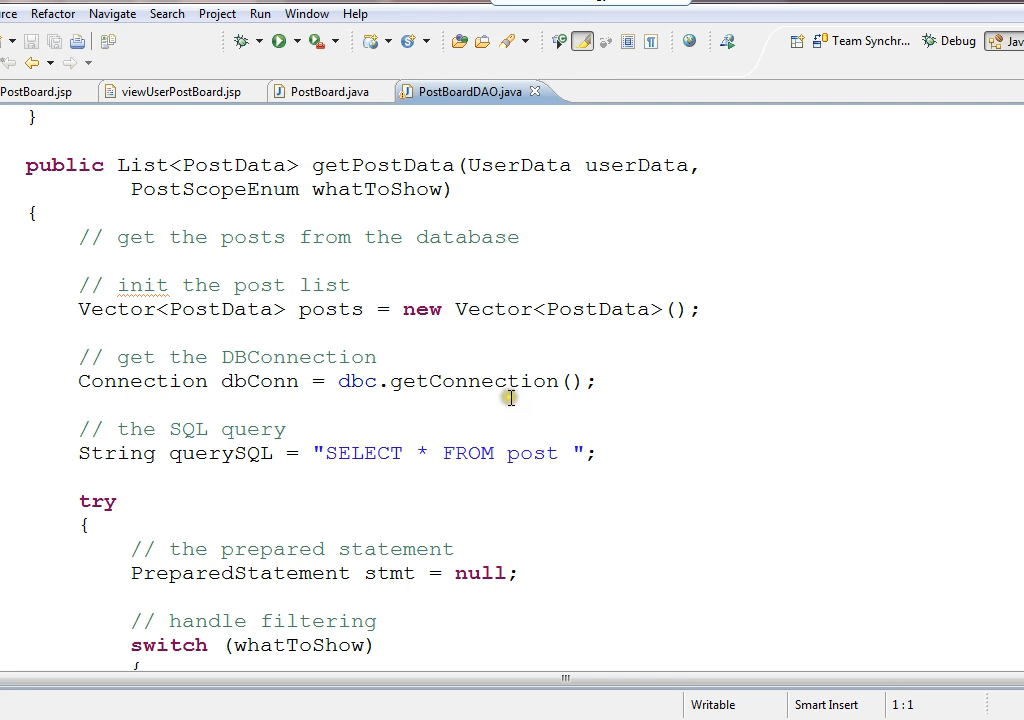 rce Refactor Navigate Search Project Run Window Help
Team Synchr... Debug Jav
PostBoard.jsp viewUserPostBoard.jsp PostBoard.java PostBoardDAO.java
}
public List<PostData> getPostData(UserData userData,
PostScopeEnum whatToShow)
{
// get the posts from the database
// init the post list
Vector<PostData> posts = new Vector<PostData>();
// get the DBConnection
Connection dbConn = dbc.getConnection();
// the SQL query
String querySQL = "SELECT * FROM post ";
try
{
// the prepared statement
PreparedStatement stmt = null;
// handle filtering
switch (whatToShow)
{
Writable Smart Insert 1 : 1